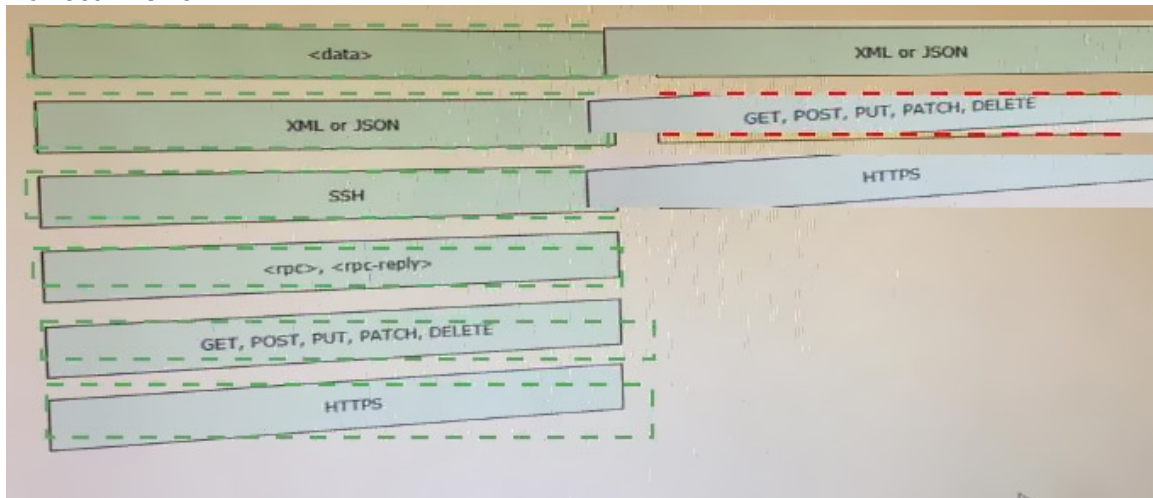 <data>
XML or JSON
XML or JSON
GET, POST, PUT, PATCH, DELETE
SSH
HTTPS
<rpc>, <rpc-reply>
GET, POST, PUT, PATCH, DELETE
HTTPS